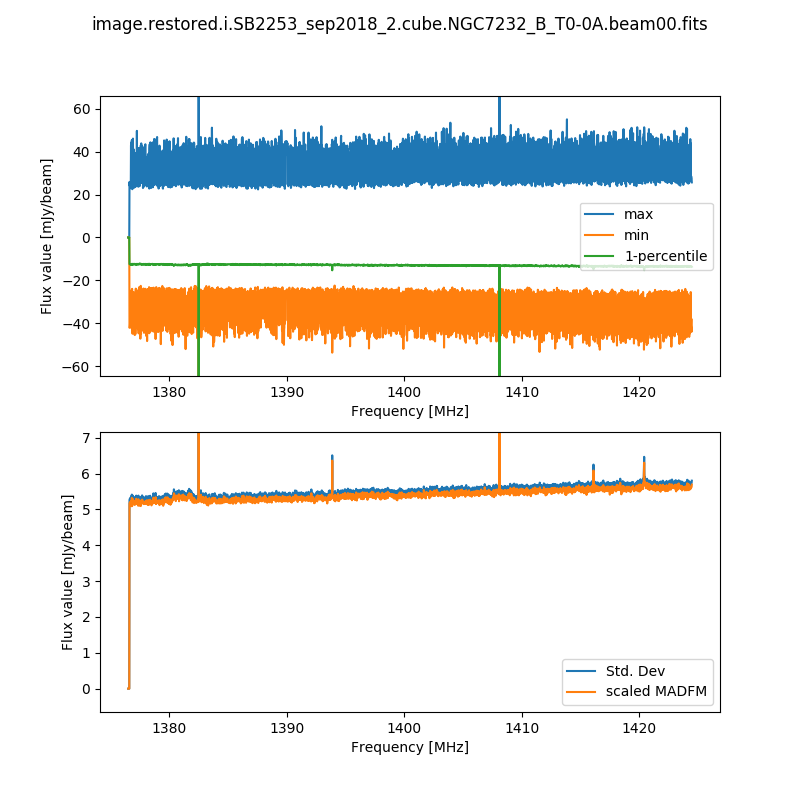 image.restored.i.SB2253_sep2018_2.cube.NGC7232_B_T0-0A.beam00.fits
60
40
20
0
−20
−40
−60
Flux value [mJy/beam]
max
min
1-percentile
1380
1390
1400
1410
1420
Frequency [MHz]
7
6
5
4
3
2
1
0
Flux value [mJy/beam]
Std. Dev
scaled MADFM
1380
1390
1400
1410
1420
Frequency [MHz]